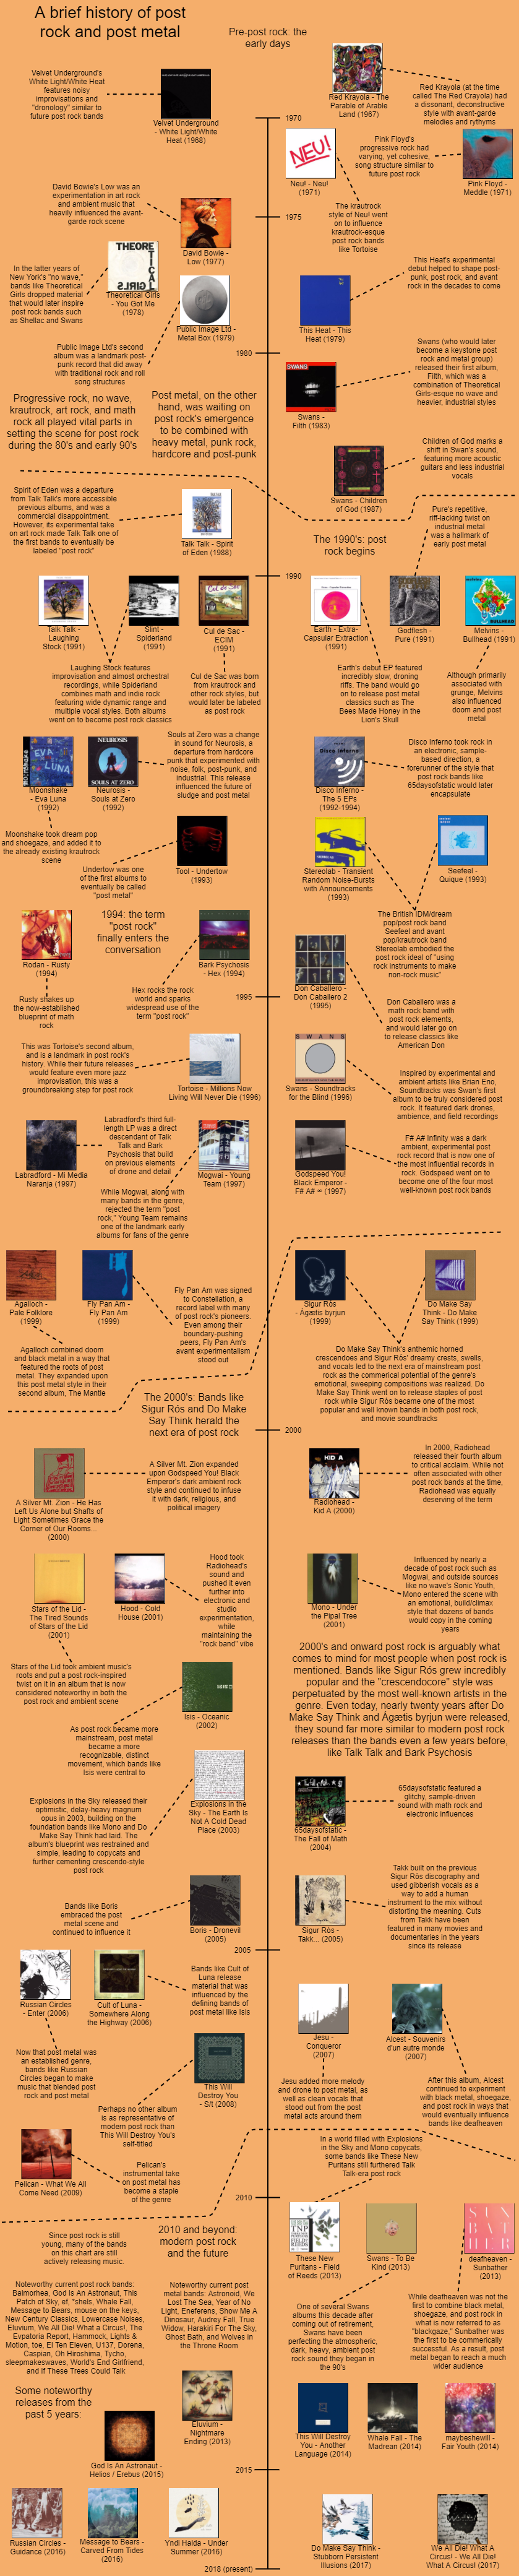 A brief history of post
rock and post metal
Pre-post rock: the
early days
Velvet Underground's
White Light/White Heat
features noisy
improvisations and
"dronology" similar to
future post rock bands
Velvet Underground
- White Light/White
Heat (1968)
Red Krayola - The
Parable of Arable
Land (1967)
Red Krayola (at the time
called The Red Crayola) had
a dissonant, deconstructive
style with avant-garde
melodies and rythyms
1970
NEU!
Neu! - Neu!
(1971)
Pink Floyd's
progressive rock had
varying, yet cohesive,
song structure similar to
future post rock
Pink Floyd -
Meddle (1971)
The krautrock
style of Neu! went
on to influence
krautrock-esque
post rock bands
like Tortoise
David Bowie's Low was an
experimentation in art rock
and ambient music that
heavily influenced the avant-
garde rock scene
David Bowie -
Low (1977)
1975
In the latter years of
New York's "no wave,"
bands like Theoretical
Girls dropped material
that would later inspire
post rock bands such
as Shellac and Swans
THEORE
TICAL
GIRLS
Theoretical Girls
- You Got Me
(1978)
Public Image Ltd -
Metal Box (1979)
This Heat's experimental
debut helped to shape post-
punk, post rock, and avant
rock in the decades to come
This Heat - This
Heat (1979)
Public Image Ltd's second
album was a landmark post-
punk record that did away
with traditional rock and roll
song structures
1980
Swans (who would later
become a keystone post
rock and metal group)
released their first album,
Filth, which was a
combination of Theoretical
Girls-esque no wave and
heavier, industrial styles
SWANS
Swans -
Filth (1983)
Progressive rock, no wave,
krautrock, art rock, and math
rock all played vital parts in
setting the scene for post rock
during the 80's and early 90's
Post metal, on the other
hand, was waiting on
post rock's emergence
to be combined with
heavy metal, punk rock,
hardcore and post-punk
Children of God marks a
shift in Swan's sound,
featuring more acoustic
guitars and less industrial
vocals
Swans - Children
of God (1987)
Spirit of Eden was a departure
from Talk Talk's more accessible
previous albums, and was a
commercial disappointment.
However, its experimental take
on art rock made Talk Talk one of
the first bands to eventually be
labeled "post rock"
Talk Talk - Spirit
of Eden (1988)
The 1990's: post
rock begins
Pure's repetitive,
riff-lacking twist on
industrial metal
was a hallmark of
early post metal
1990
Talk Talk -
Laughing
Stock (1991)
Slint -
Spiderland
(1991)
Cul de Sac
Cul de Sac -
ECIM
(1991)
Earth - Extra-
Capsular Extraction
(1991)
Godflesh -
Pure (1991)
BULLHEAD
Melvins -
Bullhead (1991)
Laughing Stock features
improvisation and almost orchestral
recordings, while Spiderland
combines math and indie rock
featuring wide dynamic range and
multiple vocal styles. Both albums
went on to become post rock classics
Cul de Sac was born
from krautrock and
other rock styles, but
would later be labeled
as post rock
Earth's debut EP featured
incredibly slow, droning
riffs. The band would go
on to release post metal
classics such as The
Bees Made Honey in the
Lion's Skull
Although primarily
associated with
grunge, Melvins
also influenced
doom and post
metal
EVA
LUNA
Moonshake
- Eva Luna
(1992)
NEUROSIS
SOULS AT ZERO
Neurosis -
Souls at Zero
(1992)
Souls at Zero was a change
in sound for Neurosis, a
departure from hardcore
punk that experimented with
noise, folk, post-punk, and
industrial. This release
influenced the future of
sludge and post metal
Disco Inferno
Disco Inferno -
The 5 EPs
(1992-1994)
Disco Inferno took rock in
an electronic, sample-
based direction, a
forerunner of the style that
post rock bands like
65daysofstatic would later
encapsulate
Moonshake took dream pop
and shoegaze, and added it to
the already existing krautrock
scene
Undertow was one
of the first albums to
eventually be called
"post metal"
Tool - Undertow
(1993)
Stereolab - Transient
Random Noise-Bursts
with Announcements
(1993)
Seefeel -
Quique (1993)
Rodan - Rusty
(1994)
1994: the term
"post rock"
finally enters the
conversation
Bark Psychosis
- Hex (1994)
The British IDM/dream
pop/post rock band
Seefeel and avant
pop/krautrock band
Stereolab embodied the
post rock ideal of "using
rock instruments to make
non-rock music"
Rusty shakes up
the now-established
blueprint of math
rock
Hex rocks the rock
world and sparks
widespread use of the
term "post rock"
1995
Don Caballero -
Don Caballero 2
(1995)
Don Caballero was a
math rock band with
post rock elements,
and would later go on
to release classics like
American Don
This was Tortoise's second album,
and is a landmark in post rock's
history. While their future releases
would feature even more jazz
improvisation, this was a
groundbreaking step for post rock
Tortoise - Millions Now
Living Will Never Die (1996)
SWANS
Swans - Soundtracks
for the Blind (1996)
Inspired by experimental and
ambient artists like Brian Eno,
Soundtracks was Swan's first
album to be truly considered post
rock. It featured dark drones,
ambience, and field recordings
Labradford - Mi Media
Naranja (1997)
Labradford's third full-
length LP was a direct
descendant of Talk
Talk and Bark
Psychosis that build
on previous elements
of drone and detail
Mogwai - Young
Team (1997)
Godspeed You!
Black Emperor -
F# A# ∞ (1997)
F# A# Infinity was a dark
ambient, experimental post
rock record that is now one of
the most influential records in
rock. Godspeed went on to
become one of the four most
well-known post rock bands
While Mogwai, along with
many bands in the genre,
rejected the term "post
rock," Young Team remains
one of the landmark early
albums for fans of the genre
Agalloch -
Pale Folklore
(1999)
Fly Pan Am -
Fly Pan Am
(1999)
Fly Pan Am was signed
to Constellation, a
record label with many
of post rock's pioneers.
Even among their
boundary-pushing
peers, Fly Pan Am's
avant experimentalism
stood out
Sigur Rós
- Ágætis byrjun
(1999)
Do Make Say
Think - Do Make
Say Think (1999)
Agalloch combined doom
and black metal in a way that
featured the roots of post
metal. They expanded upon
this post metal style in their
second album, The Mantle
Do Make Say Think's anthemic horned
crescendoes and Sigur Rós' dreamy crests, swells,
and vocals led to the next era of mainstream post
rock as the commerical potential of the genre's
emotional, sweeping compositions was realized. Do
Make Say Think went on to release staples of post
rock while Sigur Rós became one of the most
popular and well known bands in both post rock,
and movie soundtracks
The 2000's: Bands like
Sigur Rós and Do Make
Say Think herald the
next era of post rock
2000
A Silver Mt. Zion - He Has
Left Us Alone but Shafts of
Light Sometimes Grace the
Corner of Our Rooms...
(2000)
A Silver Mt. Zion expanded
upon Godspeed You! Black
Emperor's dark ambient rock
style and continued to infuse
it with dark, religious, and
political imagery
KID A
Radiohead -
Kid A (2000)
In 2000, Radiohead
released their fourth album
to critical acclaim. While not
often associated with other
post rock bands at the time,
Radiohead was equally
deserving of the term
Stars of the Lid -
The Tired Sounds
of Stars of the Lid
(2001)
Hood - Cold
House (2001)
Hood took
Radiohead's
sound and
pushed it even
further into
electronic and
studio
experimentation,
while
maintaining the
"rock band" vibe
Mono - Under
the Pipal Tree
(2001)
Influenced by nearly a
decade of post rock such as
Mogwai, and outside sources
like no wave's Sonic Youth,
Mono entered the scene with
an emotional, build/climax
style that dozens of bands
would copy in the coming
years
Stars of the Lid took ambient music's
roots and put a post rock-inspired
twist on it in an album that is now
considered noteworthy in both the
post rock and ambient scene
Isis - Oceanic
(2002)
2000's and onward post rock is arguably what
comes to mind for most people when post rock is
mentioned. Bands like Sigur Rós grew incredibly
popular and the "crescendocore" style was
perpetuated by the most well-known artists in the
genre. Even today, nearly twenty years after Do
Make Say Think and Ágætis byrjun were released,
they sound far more similar to modern post rock
releases than the bands even a few years before,
like Talk Talk and Bark Psychosis
As post rock became more
mainstream, post metal
became a more
recognizable, distinct
movement, which bands like
Isis were central to
Explosions in the
Sky - The Earth Is
Not A Cold Dead
Place (2003)
Explosions in the Sky released their
optimistic, delay-heavy magnum
opus in 2003, building on the
foundation bands like Mono and Do
Make Say Think had laid. The
album's blueprint was restrained and
simple, leading to copycats and
further cementing crescendo-style
post rock
65daysofstatic -
The Fall of Math
(2004)
65daysofstatic featured a
glitchy, sample-driven
sound with math rock and
electronic influences
Bands like Boris
embraced the post
metal scene and
continued to influence it
Boris - Dronevil
(2005)
Sigur Rós -
Takk... (2005)
Takk built on the previous
Sigur Rós discography and
used gibberish vocals as a
way to add a human
instrument to the mix without
distorting the meaning. Cuts
from Takk have been
featured in many movies and
documentaries in the years
since its release
2005
Russian Circles
- Enter (2006)
Cult of Luna -
Somewhere Along
the Highway (2006)
Bands like Cult of
Luna release
material that was
influenced by the
defining bands of
post metal like Isis
Jesu -
Conqueror
(2007)
Alcest - Souvenirs
d'un autre monde
(2007)
Now that post metal was
an established genre,
bands like Russian
Circles began to make
music that blended post
rock and post metal
This Will
Destroy You
- S/t (2008)
Jesu added more melody
and drone to post metal, as
well as clean vocals that
stood out from the post
metal acts around them
After this album, Alcest
continued to experiment
with black metal, shoegaze,
and post rock in ways that
would eventually influence
bands like deafheaven
Perhaps no other album
is as representative of
modern post rock than
This Will Destroy You's
self-titled
Pelican - What We All
Come Need (2009)
Pelican's
instrumental take
on post metal has
become a staple
of the genre
In a world filled with Explosions
in the Sky and Mono copycats,
some bands like These New
Puritans still furthered Talk
Talk-era post rock
2010
Since post rock is still
young, many of the bands
on this chart are still
actively releasing music.
2010 and beyond:
modern post rock
and the future
TNP
These New
Puritans - Field
of Reeds (2013)
Swans - To Be
Kind (2013)
SUN
BAT
HER
deafheaven -
Sunbather
(2013)
Noteworthy current post rock bands:
Balmorhea, God Is An Astronaut, This
Patch of Sky, ef, *shels, Whale Fall,
Message to Bears, mouse on the keys,
New Century Classics, Lowercase Noises,
Eluvium, We All Die! What a Circus!, The
Evpatoria Report, Hammock, Lights &
Motion, toe, El Ten Eleven, U137, Dorena,
Caspian, Oh Hiroshima, Tycho,
sleepmakeswaves, World's End Girlfriend,
and If These Trees Could Talk
Noteworthy current post
metal bands: Astronoid, We
Lost The Sea, Year of No
Light, Eneferens, Show Me A
Dinosaur, Audrey Fall, True
Widow, Harakiri For The Sky,
Ghost Bath, and Wolves in
the Throne Room
One of several Swans
albums this decade after
coming out of retirement,
Swans have been
perfecting the atmospheric,
dark, heavy, ambient post
rock sound they began in
the 90's
While deafheaven was not the
first to combine black metal,
shoegaze, and post rock in
what is now referred to as
"blackgaze," Sunbather was
the first to be commerically
successful. As a result, post
metal began to reach a much
wider audience
Some noteworthy
releases from the
past 5 years:
Eluvium -
Nightmare
Ending (2013)
This Will Destroy
You - Another
Language (2014)
Whale Fall - The
Madrean (2014)
maybeshewill -
Fair Youth (2014)
God Is An Astronaut -
Helios / Erebus (2015)
2015
Russian Circles -
Guidance (2016)
Message to Bears -
Carved From Tides
(2016)
Yndi Halda - Under
Summer (2016)
Do Make Say Think -
Stubborn Persistent
Illusions (2017)
We All Die! What A
Circus! - We All Die!
What A Circus! (2017)
2018 (present)